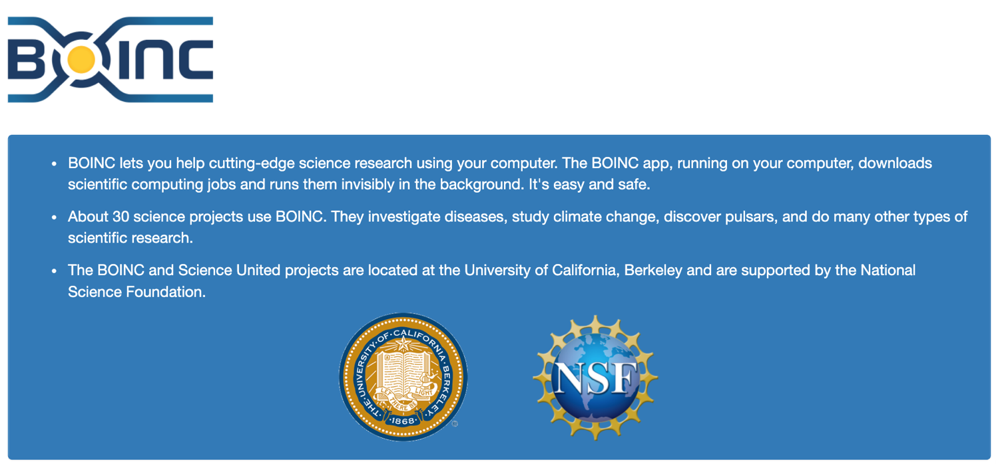 BOINC
• BOINC lets you help cutting-edge science research using your computer. The BOINC app, running on your computer, downloads
scientific computing jobs and runs them invisibly in the background. It's easy and safe.
• About 30 science projects use BOINC. They investigate diseases, study climate change, discover pulsars, and do many other types of
scientific research.
• The BOINC and Science United projects are located at the University of California, Berkeley and are supported by the National
Science Foundation.
THE·UNIVERSITY·OF·CALIFORNIA·BERKELEY
A
LET THERE BE LIGHT
·1868·
NSF